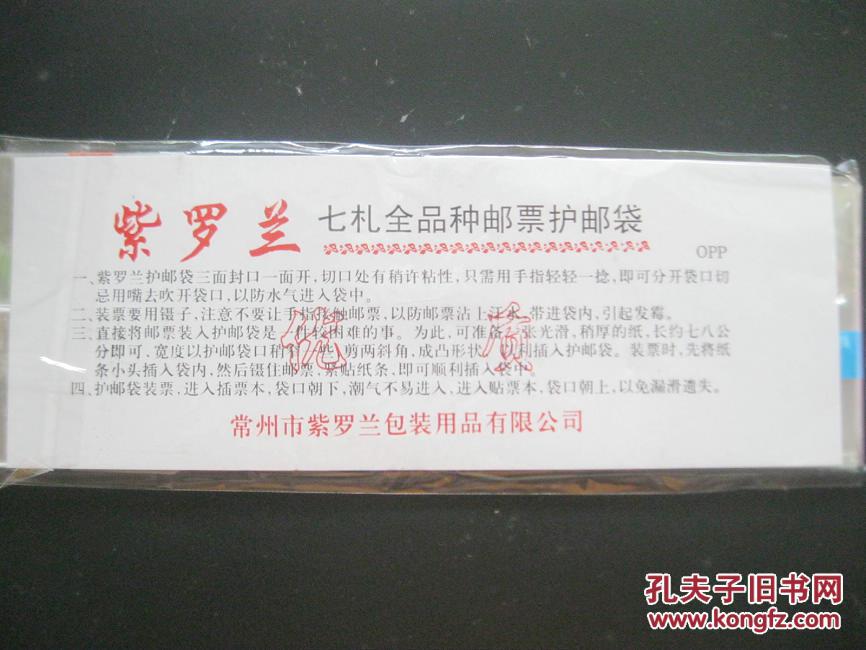 紫罗兰 七札全品种邮票护邮袋
OPP
一、紫罗兰护邮袋三面封口一面开，切口处有稍许粘性，只需用手指轻轻一捻，即可分开袋口切
忌用嘴去吹开袋口，以防水气进入袋中。
二、装票要用镊子，注意不要让手指接触邮票，以防邮票沾上汗水，带进袋内，引起发霉。
三、直接将邮票装入护邮袋是一件较困难的事。为此，可准备一张光滑，稍厚的纸，长约七八公
分即可，宽度以护邮袋口稍 剪两斜角，成凸形状，以利插入护邮袋。装票时，先将纸
条小头插入袋内，然后镊住邮票，紧贴纸条，即可顺利插入袋中
四、护邮袋装票，进入插票本，袋口朝下，潮气不易进入，进入贴票本，袋口朝上，以免漏滑遗失。
优质
常州市紫罗兰包装用品有限公司
孔夫子旧书网
www.kongfz.com